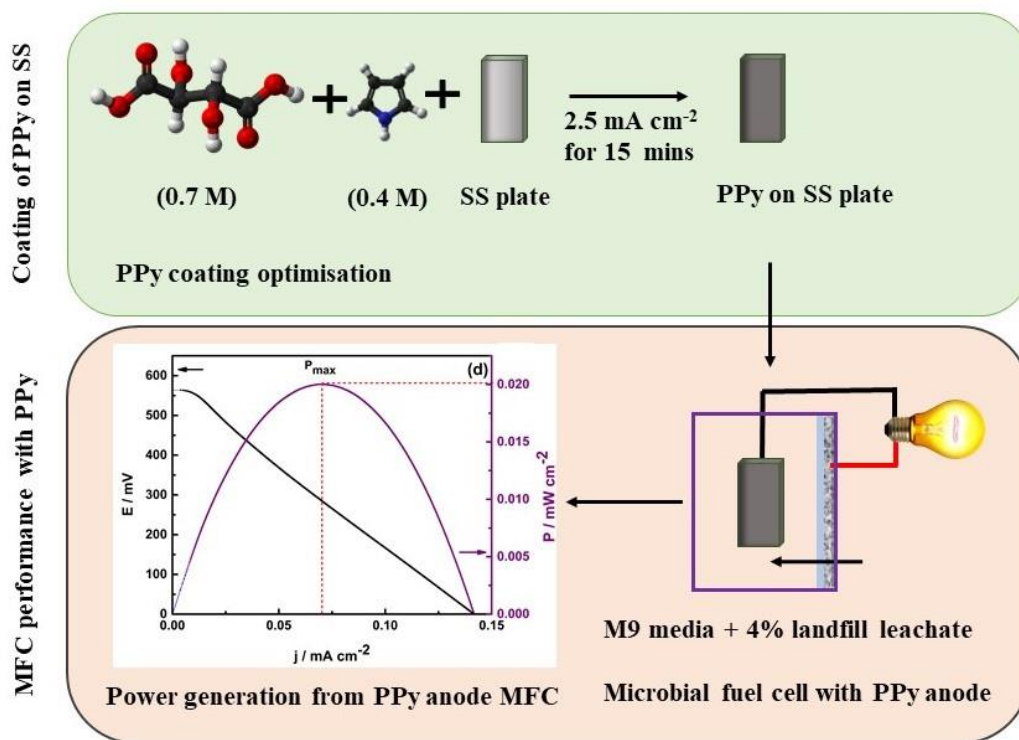 Coating of PPy on SS
(0.7 M)
+
(0.4 M)
+
SS plate
2.5 mA cm⁻²
for 15 mins
PPy on SS plate
PPy coating optimisation
MFC performance with PPy
E / mV
600
500
400
300
200
100
0
Pmax
(d)
0.020
0.015
0.010
0.005
0.000
P / mW cm⁻²
0.00
0.05
0.10
0.15
j / mA cm⁻²
Power generation from PPy anode MFC
M9 media + 4% landfill leachate
Microbial fuel cell with PPy anode